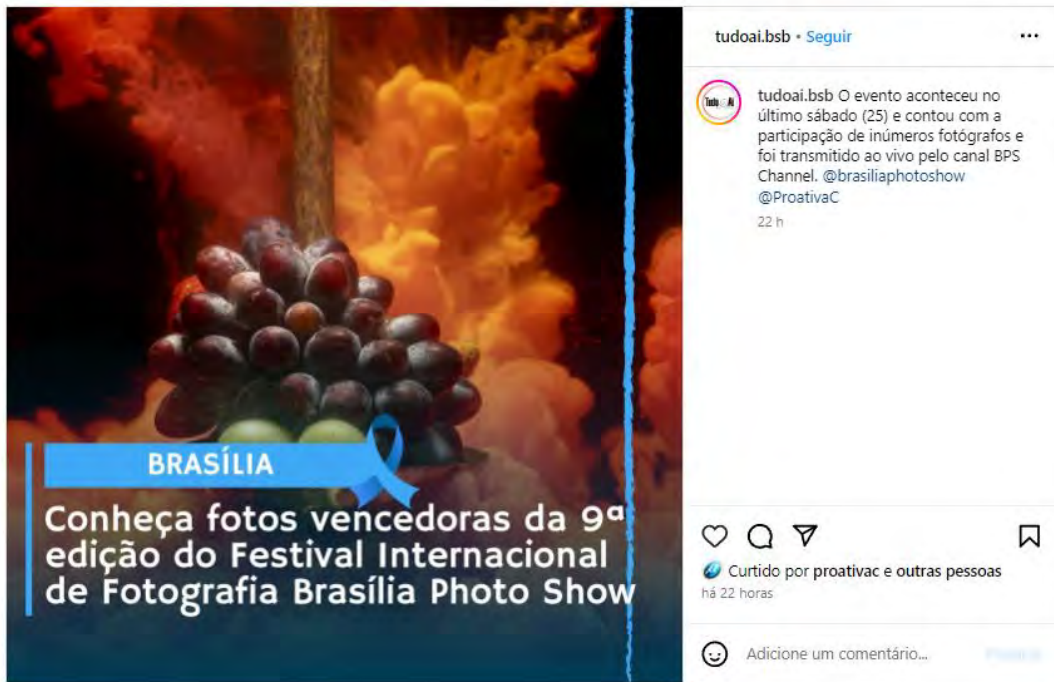 BRASÍLIA
Conheça fotos vencedoras da 9ª
edição do Festival Internacional
de Fotografia Brasília Photo Show
tudoai.bsb • Seguir
tudoai.bsb O evento aconteceu no
último sábado (25) e contou com a
participação de inúmeros fotógrafos e
foi transmitido ao vivo pelo canal BPS
Channel. @brasiliaphotoshow
@ProativaC
22 h
Curtido por proativac e outras pessoas
há 22 horas
Adicione um comentário...